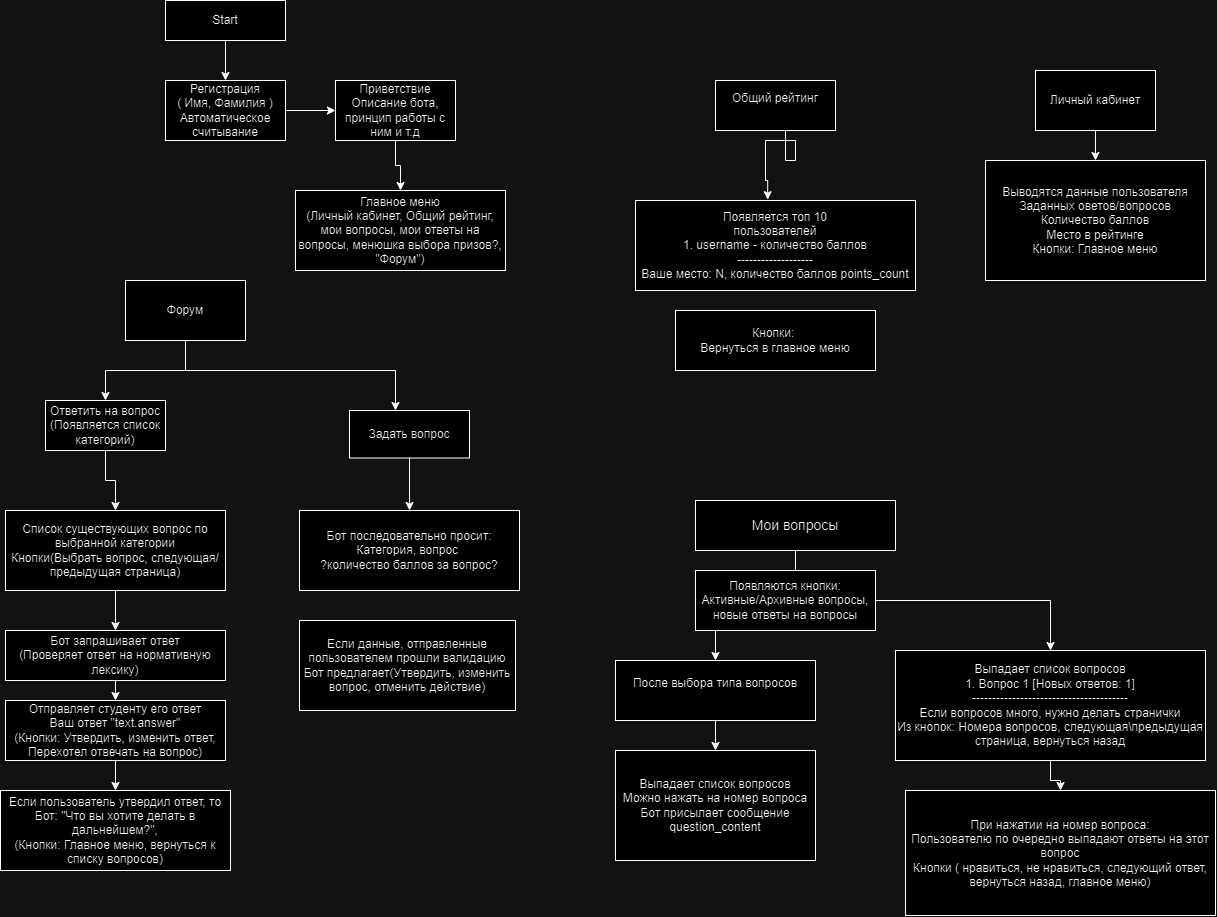 Start
Регистрация
( Имя, Фамилия )
Автоматическое
считывание
Приветствие
Описание бота,
принцип работы с
ним и т.д
Главное меню
(Личный кабинет, Общий рейтинг,
мои вопросы, мои ответы на
вопросы, менюшка выбора призов?,
"Форум")
Общий рейтинг
Появляется топ 10
пользователей
1. username - количество баллов
-------------------
Ваше место: N, количество баллов points_count
Кнопки:
Вернуться в главное меню
Личный кабинет
Выводятся данные пользователя
Заданных оветов/вопросов
Количество баллов
Место в рейтинге
Кнопки: Главное меню
Форум
Ответить на вопрос
(Появляется список
категорий)
Список существующих вопрос по
выбранной категории
Кнопки(Выбрать вопрос, следующая/
предыдущая страница)
Бот запрашивает ответ
(Проверяет ответ на нормативную
лексику)
Отправляет студенту его ответ
Ваш ответ "text.answer"
(Кнопки: Утвердить, изменить ответ,
Перехотел отвечать на вопрос)
Если пользователь утвердил ответ, то
Бот: "Что вы хотите делать в
дальнейшем?",
(Кнопки: Главное меню, вернуться к
списку вопросов)
Задать вопрос
Бот последовательно просит:
Категория, вопрос
?количество баллов за вопрос?
Если данные, отправленные
пользователем прошли валидацию
Бот предлагает(Утвердить, изменить
вопрос, отменить действие)
Мои вопросы
Появляются кнопки:
Активные/Архивные вопросы,
новые ответы на вопросы
После выбора типа вопросов
Выпадает список вопросов
Можно нажать на номер вопроса
Бот присылает сообщение
question_content
Выпадает список вопросов
1. Вопрос 1 [Новых ответов: 1]
---------------------------------------
Если вопросов много, нужно делать странички
Из кнопок: Номера вопросов, следующая\предыдущая
страница, вернуться назад
При нажатии на номер вопроса:
Пользователю по очередно выпадают ответы на этот
вопрос
Кнопки ( нравиться, не нравиться, следующий ответ,
вернуться назад, главное меню)